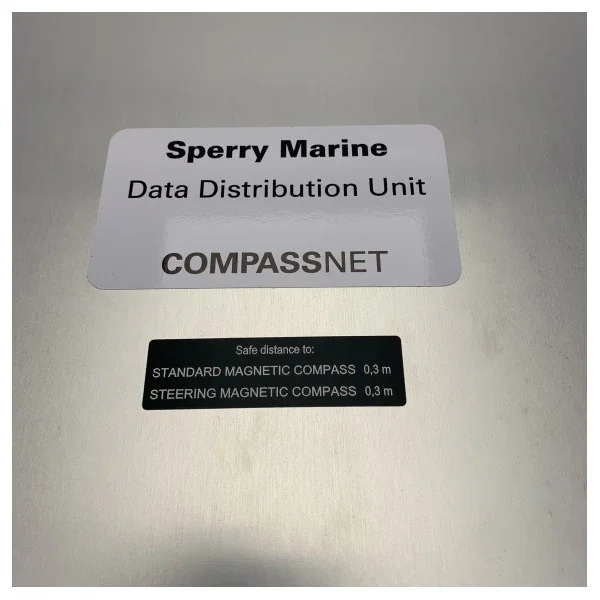 Sperry Marine
Data Distribution Unit
COMPASSNET
Safe distance to:
STANDARD MAGNETIC COMPASS 0,3 m
STEERING MAGNETIC COMPASS 0,3 m